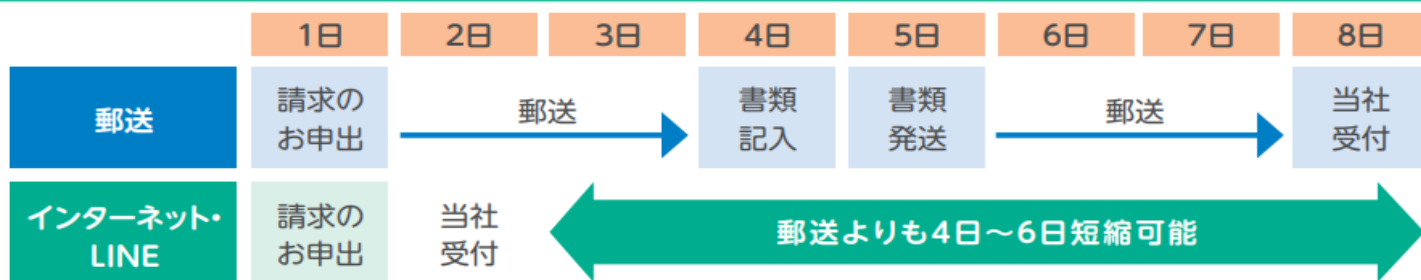 1日 2日 3日 4日 5日 6日 7日 8日
郵送
請求の
お申出
郵送
書類
記入
書類
発送
郵送
当社
受付
インターネット・
LINE
請求の
お申出
当社
受付
郵送よりも4日～6日短縮可能